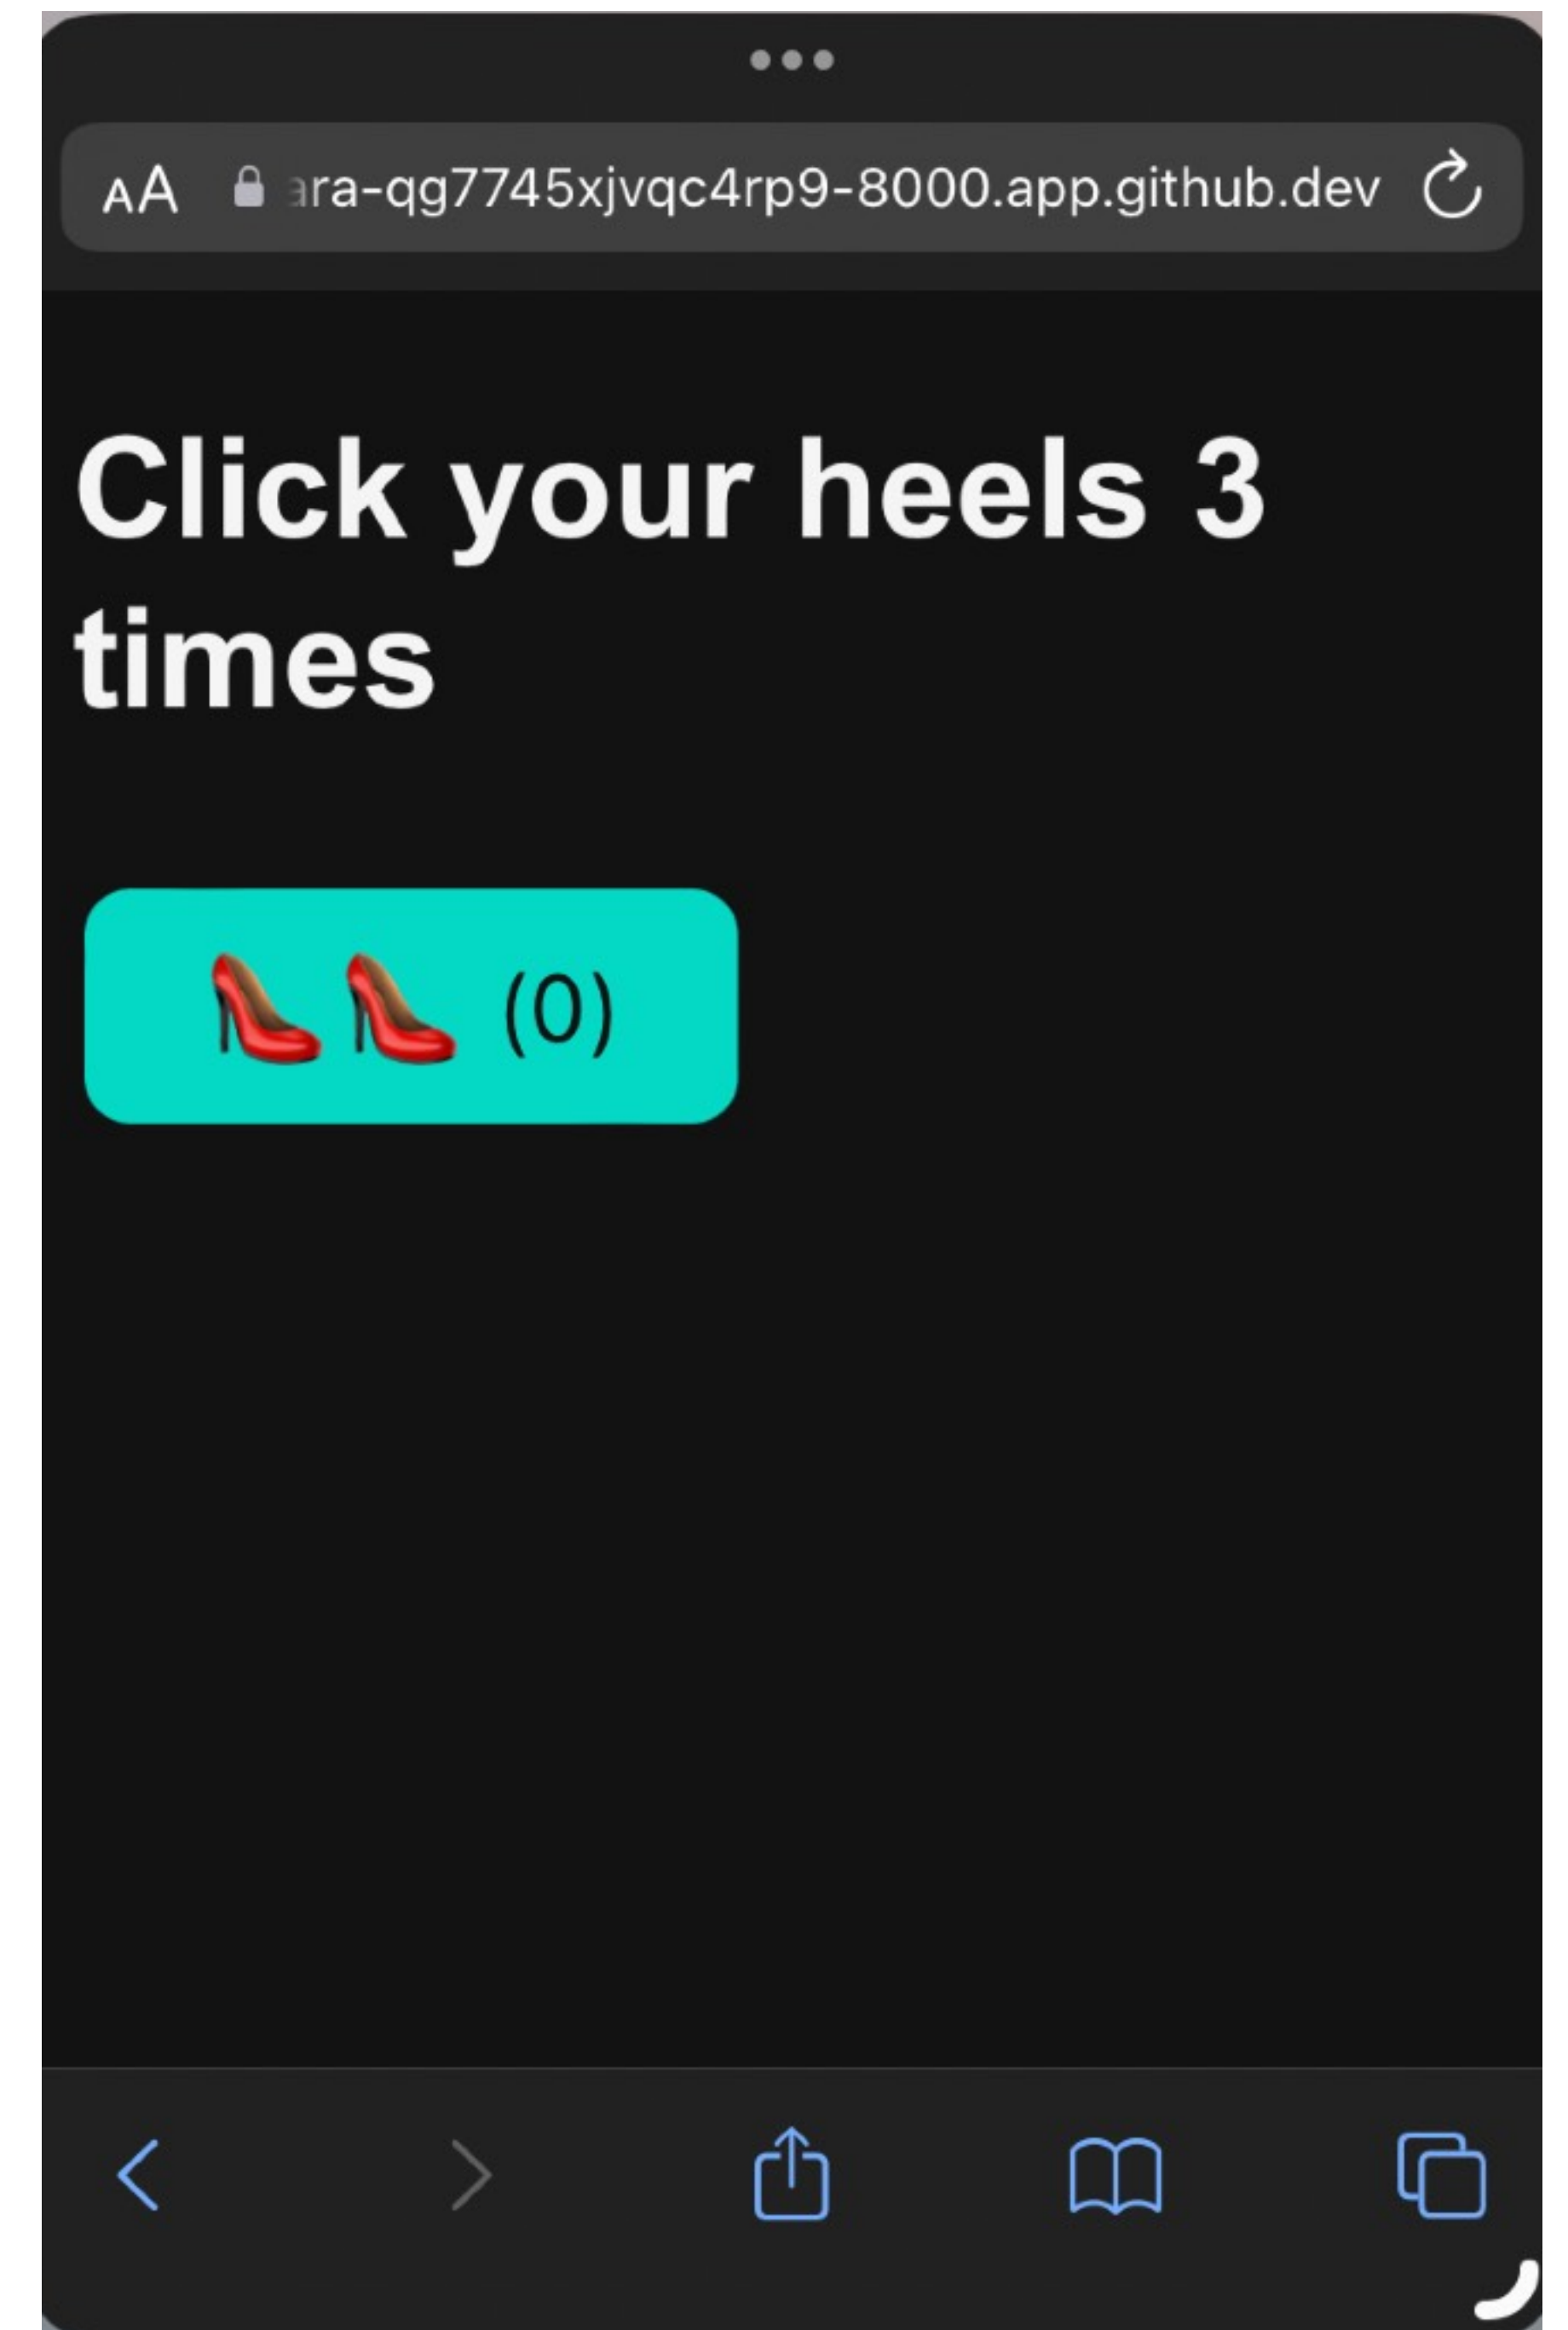 AA ara-qg7745xjvqc4rp9-8000.app.github.dev
Click your heels 3
times
👠👠 (0)